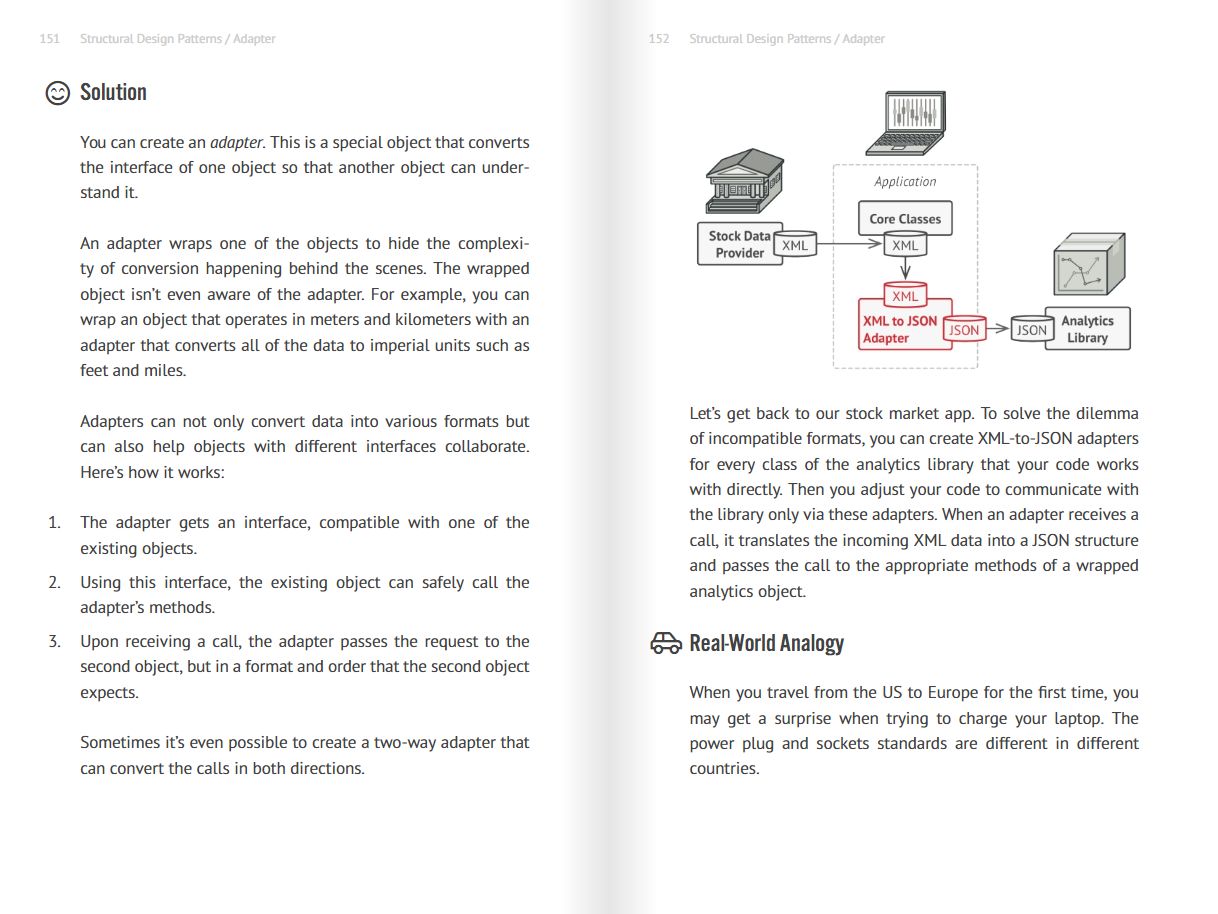 151 Structural Design Patterns / Adapter
Solution
You can create an adapter. This is a special object that converts
the interface of one object so that another object can under-
stand it.
An adapter wraps one of the objects to hide the complexi-
ty of conversion happening behind the scenes. The wrapped
object isn’t even aware of the adapter. For example, you can
wrap an object that operates in meters and kilometers with an
adapter that converts all of the data to imperial units such as
feet and miles.
Adapters can not only convert data into various formats but
can also help objects with different interfaces collaborate.
Here’s how it works:
1. The adapter gets an interface, compatible with one of the
existing objects.
2. Using this interface, the existing object can safely call the
adapter’s methods.
3. Upon receiving a call, the adapter passes the request to the
second object, but in a format and order that the second object
expects.
Sometimes it’s even possible to create a two-way adapter that
can convert the calls in both directions.
152 Structural Design Patterns / Adapter
Application
Core Classes
Stock Data
Provider
XML
XML
XML
XML to JSON
Adapter
JSON
JSON
Analytics
Library
Let’s get back to our stock market app. To solve the dilemma
of incompatible formats, you can create XML-to-JSON adapters
for every class of the analytics library that your code works
with directly. Then you adjust your code to communicate with
the library only via these adapters. When an adapter receives a
call, it translates the incoming XML data into a JSON structure
and passes the call to the appropriate methods of a wrapped
analytics object.
Real-World Analogy
When you travel from the US to Europe for the first time, you
may get a surprise when trying to charge your laptop. The
power plug and sockets standards are different in different
countries.